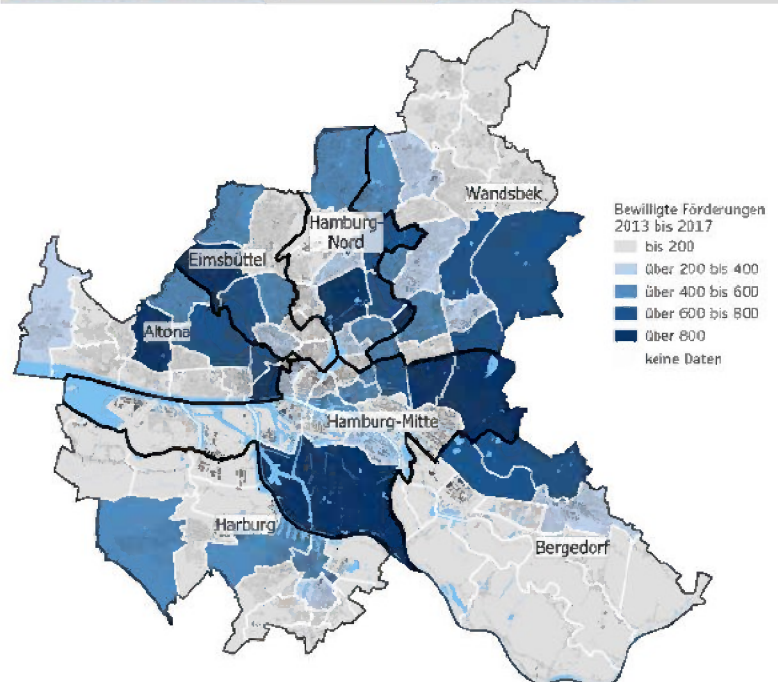 Wandsbek
Hamburg-
Nord
Eimsbüttel
Altona
Hamburg-Mitte
Harburg
Bergedorf
Bewilligte Förderungen
2013 bis 2017
bis 200
über 200 bis 400
über 400 bis 600
über 600 bis 800
über 800
keine Daten